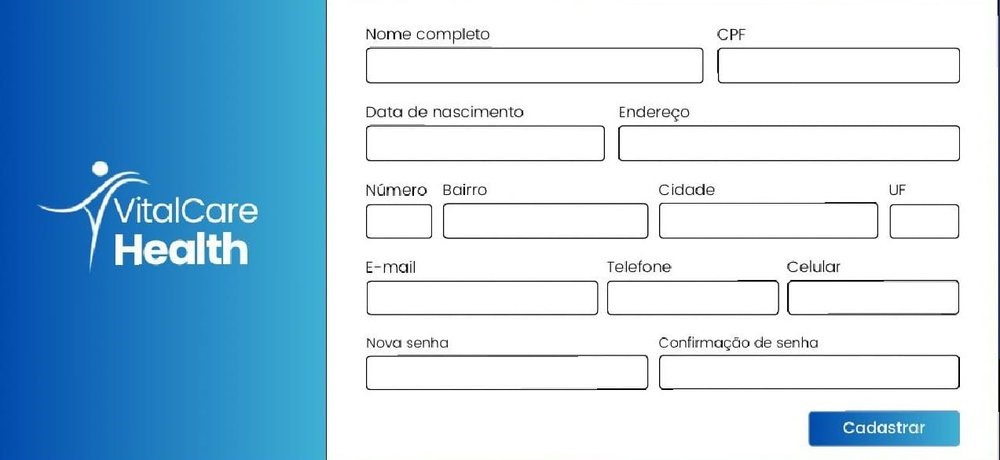 VitalCare
Health
Nome completo CPF
Data de nascimento Endereço
Número Bairro Cidade UF
E-mail Telefone Celular
Nova senha Confirmação de senha
Cadastrar